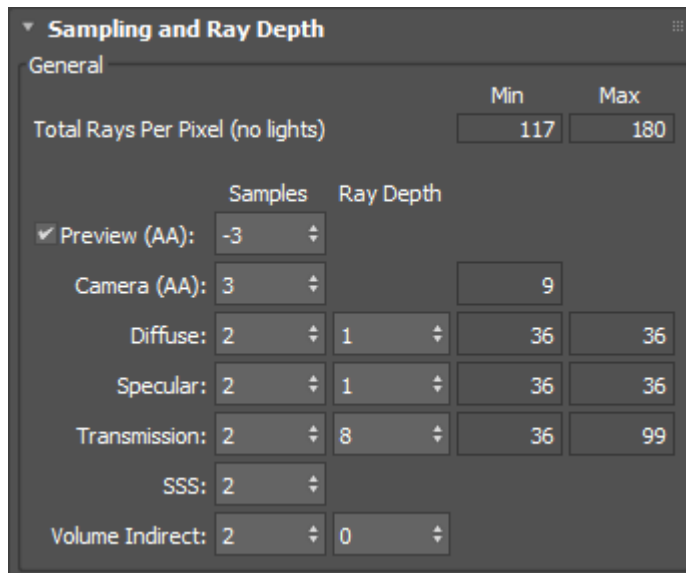 Sampling and Ray Depth
General
Min Max
Total Rays Per Pixel (no lights) 117 180
Samples Ray Depth
Preview (AA): -3
Camera (AA): 3 9
Diffuse: 2 1 36 36
Specular: 2 1 36 36
Transmission: 2 8 36 99
SSS: 2
Volume Indirect: 2 0